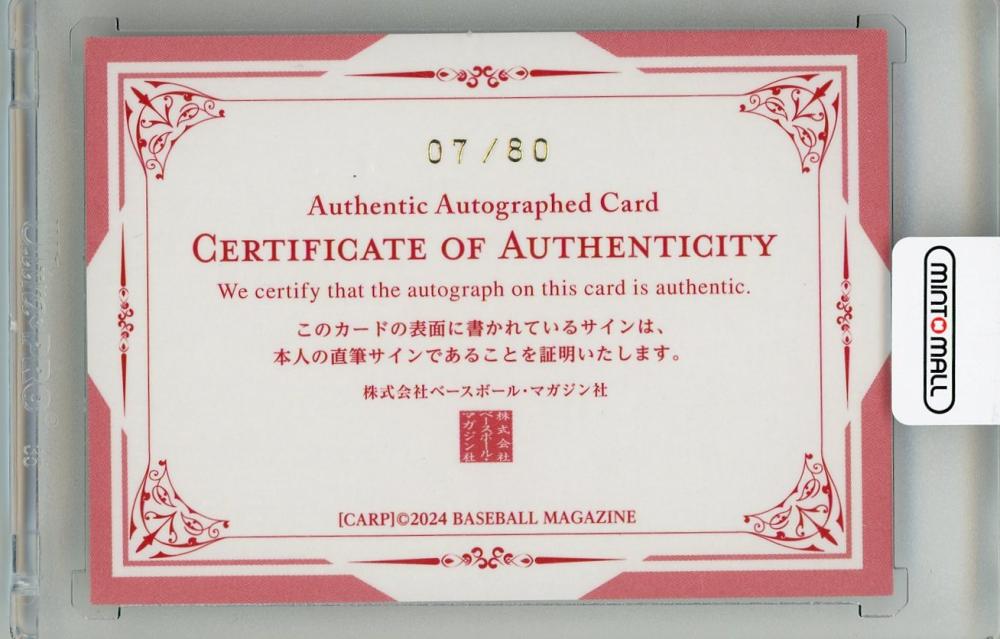 07/80
Authentic Autographed Card
CERTIFICATE OF AUTHENTICITY
We certify that the autograph on this card is authentic.
このカードの表面に書かれているサインは、
本人の直筆サインであることを証明いたします。
株式会社ベースボール・マガジン社
株式会社
ベースボール・
マガジン社
[CARP]©2024 BASEBALL MAGAZINE
MINT MALL